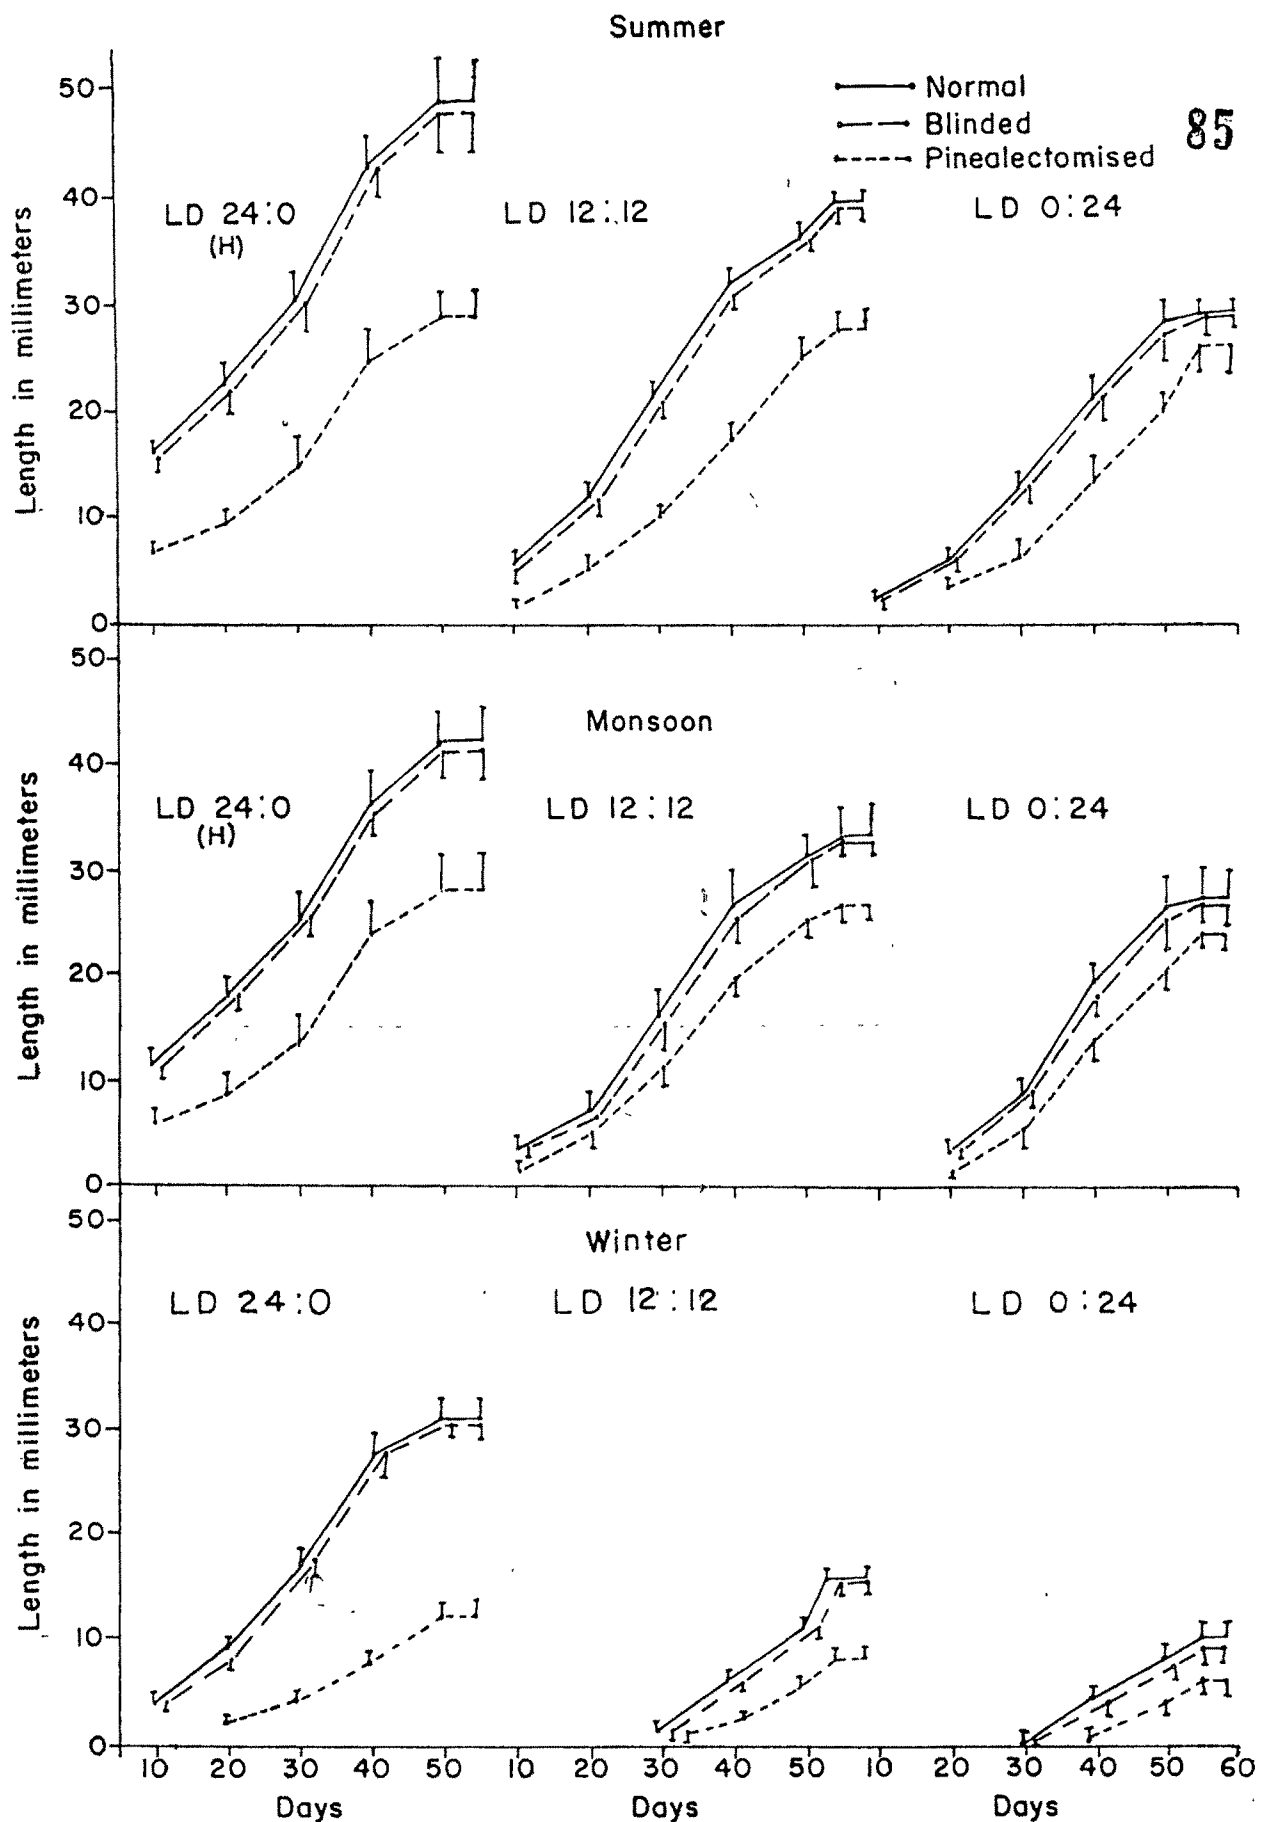 Summer
Normal
Blinded
Pinealectomised
85
LD 24:0
(H)
LD 12:12
LD 0:24
Length in millimeters
50
40
30
20
10
0
Monsoon
LD 24:0
(H)
LD 12:12
LD 0:24
Length in millimeters
50
40
30
20
10
0
Winter
LD 24:0
LD 12:12
LD 0:24
Length in millimeters
50
40
30
20
10
0
10 20 30 40 50 10 20 30 40 50 10 20 30 40 50 60
Days Days Days